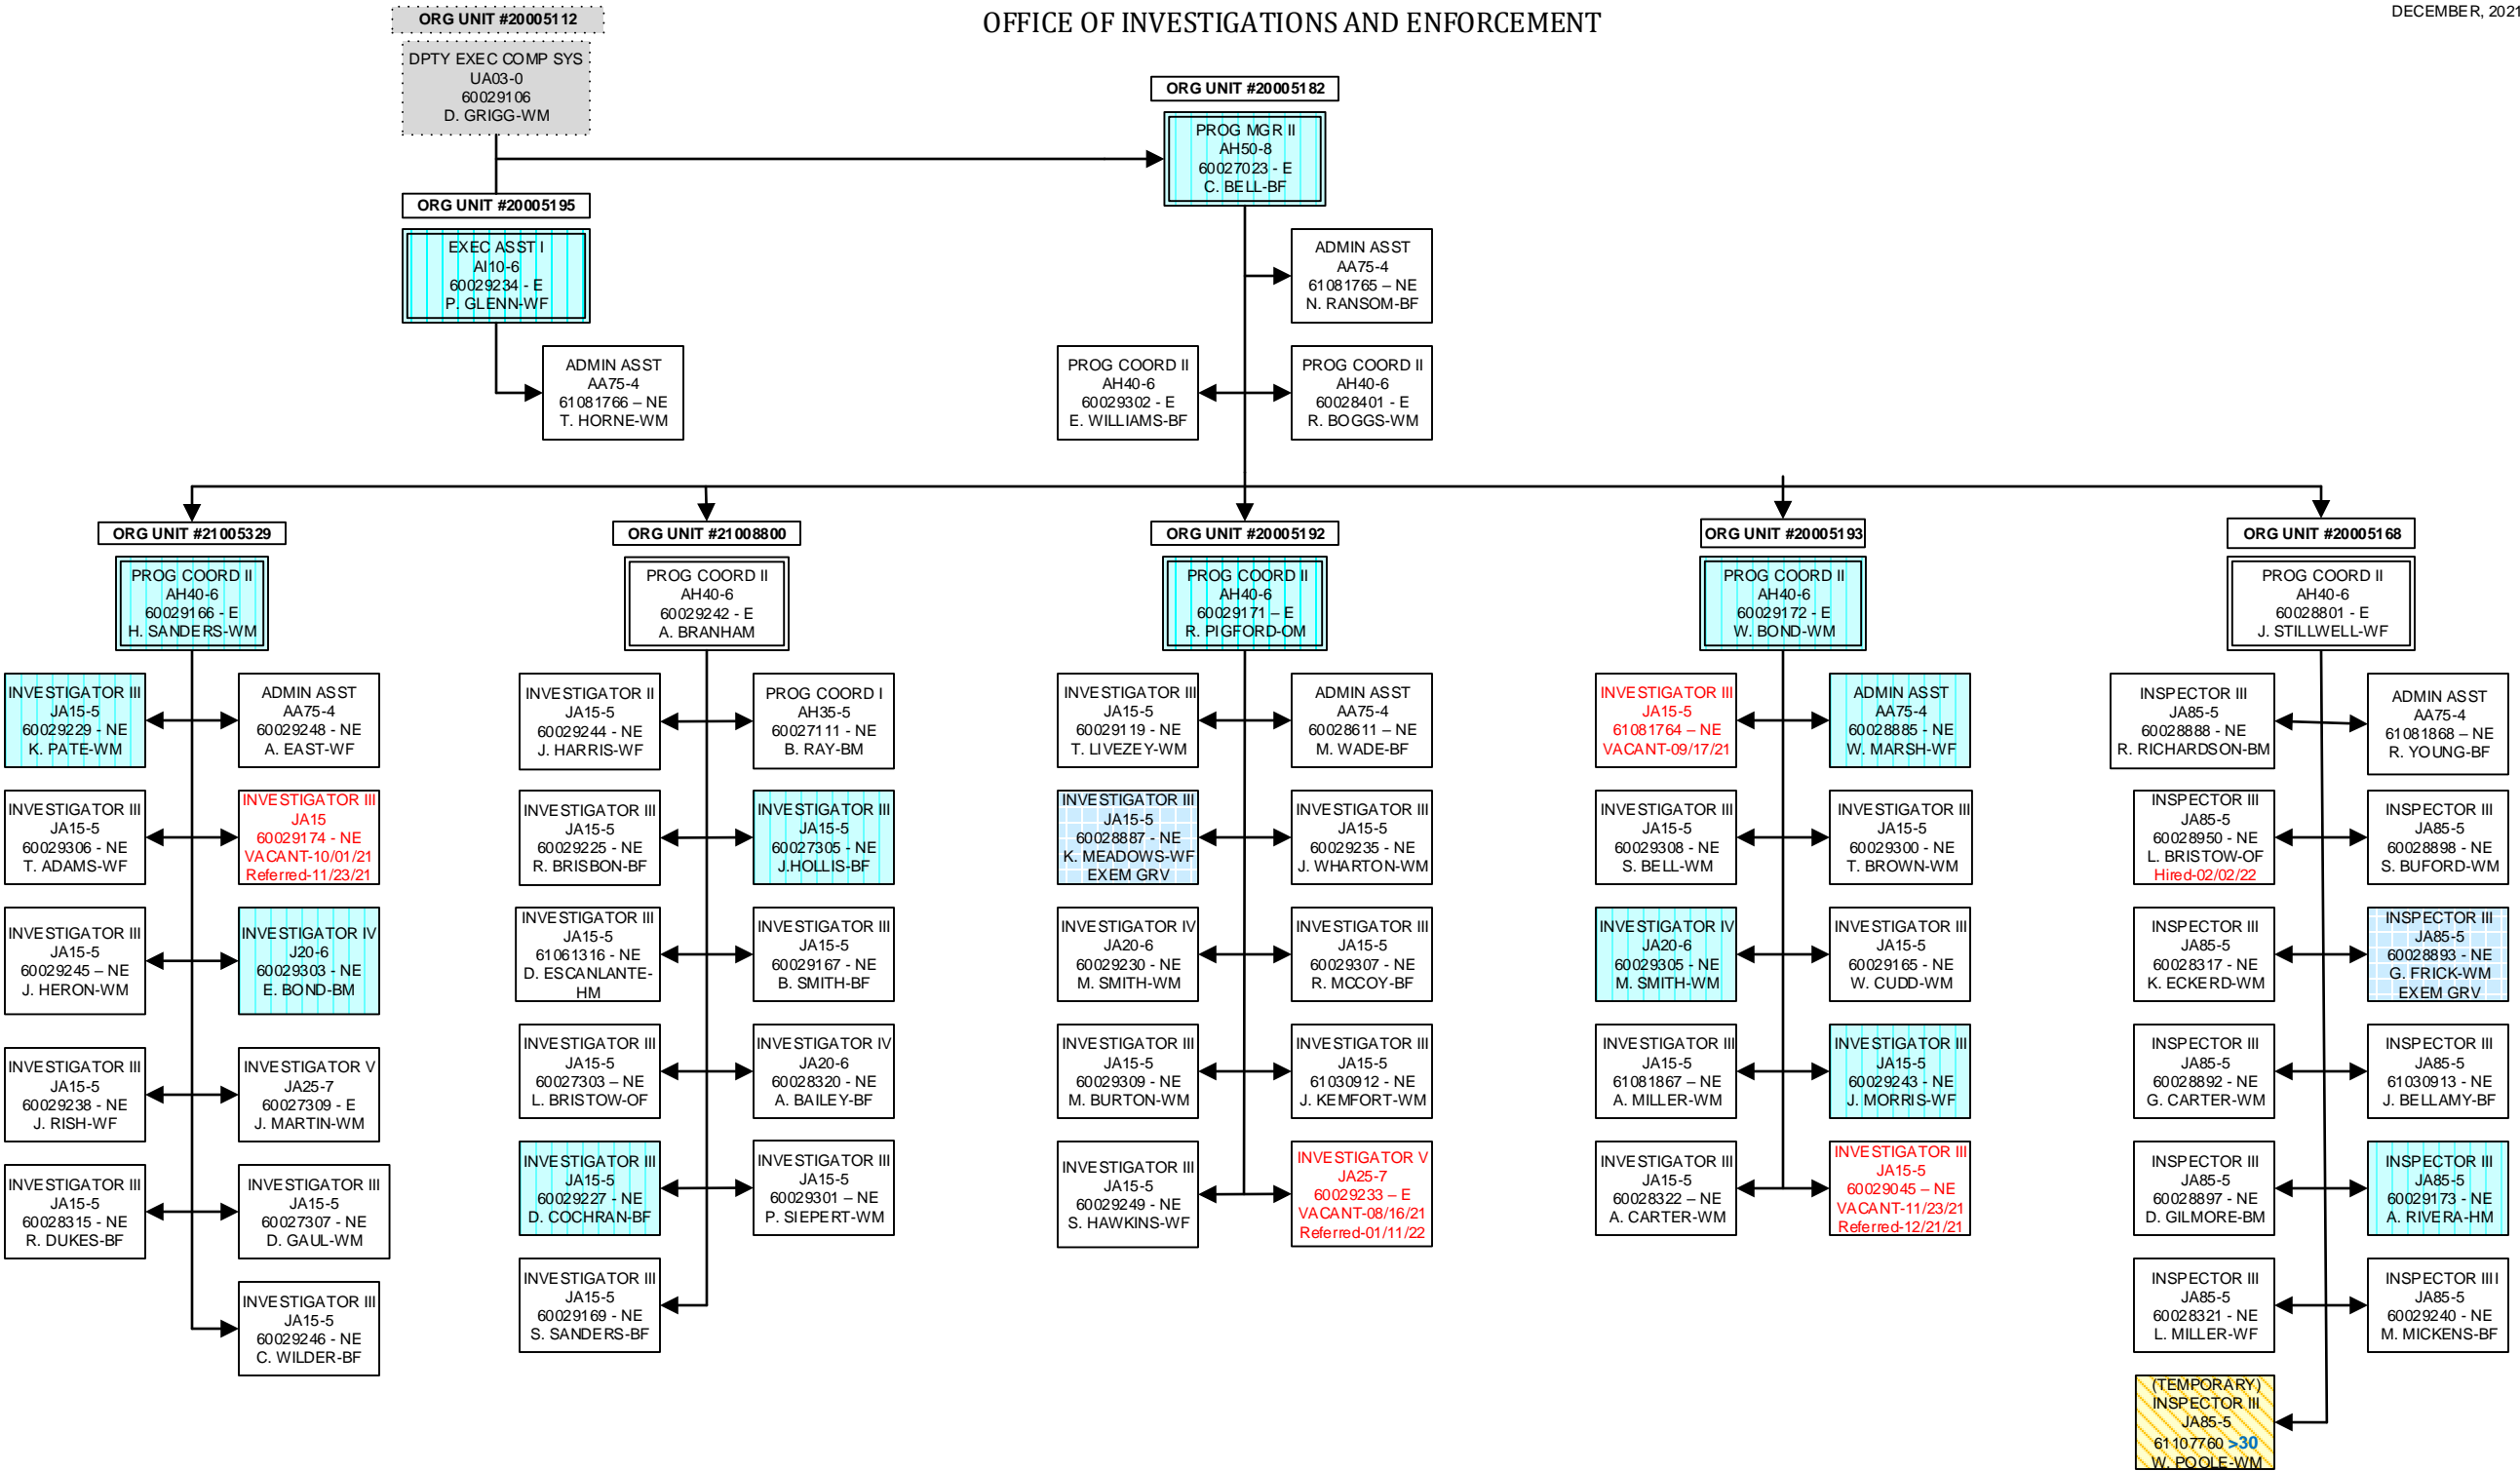 OFFICE OF INVESTIGATIONS AND ENFORCEMENT
DECEMBER, 2021
ORG UNIT #20005112
DPTY EXEC COMP SYS
UA03-0
60029106
D. GRIGG-WM
ORG UNIT #20005182
PROG MGR II
AH50-8
60027023 - E
C. BELL-BF
ORG UNIT #20005195
EXEC ASST I
AI10-6
60029234 - E
P. GLENN-WF
ADMIN ASST
AA75-4
61081765 – NE
N. RANSOM-BF
ADMIN ASST
AA75-4
61081766 – NE
T. HORNE-WM
PROG COORD II
AH40-6
60029302 - E
E. WILLIAMS-BF
PROG COORD II
AH40-6
60028401 - E
R. BOGGS-WM
ORG UNIT #21005329
PROG COORD II
AH40-6
60029166 - E
H. SANDERS-WM
INVESTIGATOR III
JA15-5
60029229 - NE
K. PATE-WM
ADMIN ASST
AA75-4
60029248 - NE
A. EAST-WF
INVESTIGATOR III
JA15-5
60029306 - NE
T. ADAMS-WF
INVESTIGATOR III
JA15
60029174 - NE
VACANT-10/01/21
Referred-11/23/21
INVESTIGATOR III
JA15-5
60029245 – NE
J. HERON-WM
INVESTIGATOR IV
J20-6
60029303 - NE
E. BOND-BM
INVESTIGATOR III
JA15-5
60029238 - NE
J. RISH-WF
INVESTIGATOR V
JA25-7
60027309 - E
J. MARTIN-WM
INVESTIGATOR III
JA15-5
60028315 - NE
R. DUKES-BF
INVESTIGATOR III
JA15-5
60027307 - NE
D. GAUL-WM
INVESTIGATOR III
JA15-5
60029246 - NE
C. WILDER-BF
ORG UNIT #21008800
PROG COORD II
AH40-6
60029242 - E
A. BRANHAM
INVESTIGATOR II
JA15-5
60029244 - NE
J. HARRIS-WF
PROG COORD I
AH35-5
60027111 - NE
B. RAY-BM
INVESTIGATOR III
JA15-5
60029225 - NE
R. BRISBON-BF
INVESTIGATOR III
JA15-5
60027305 - NE
J.HOLLIS-BF
INVESTIGATOR III
JA15-5
61061316 - NE
D. ESCANLANTE-
HM
INVESTIGATOR III
JA15-5
60029167 - NE
B. SMITH-BF
INVESTIGATOR III
JA15-5
60027303 – NE
L. BRISTOW-OF
INVESTIGATOR IV
JA20-6
60028320 - NE
A. BAILEY-BF
INVESTIGATOR III
JA15-5
60029227 - NE
D. COCHRAN-BF
INVESTIGATOR III
JA15-5
60029301 – NE
P. SIEPERT-WM
INVESTIGATOR III
JA15-5
60029169 - NE
S. SANDERS-BF
ORG UNIT #20005192
PROG COORD II
AH40-6
60029171 – E
R. PIGFORD-OM
INVESTIGATOR III
JA15-5
60029119 - NE
T. LIVEZEY-WM
ADMIN ASST
AA75-4
60028611 – NE
M. WADE-BF
INVESTIGATOR III
JA15-5
60028887 - NE
K. MEADOWS-WF
EXEM GRV
INVESTIGATOR III
JA15-5
60029235 - NE
J. WHARTON-WM
INVESTIGATOR IV
JA20-6
60029230 - NE
M. SMITH-WM
INVESTIGATOR III
JA15-5
60029307 - NE
R. MCCOY-BF
INVESTIGATOR III
JA15-5
60029309 - NE
M. BURTON-WM
INVESTIGATOR III
JA15-5
61030912 - NE
J. KEMFORT-WM
INVESTIGATOR III
JA15-5
60029249 - NE
S. HAWKINS-WF
INVESTIGATOR V
JA25-7
60029233 – E
VACANT-08/16/21
Referred-01/11/22
ORG UNIT #20005193
PROG COORD II
AH40-6
60029172 - E
W. BOND-WM
INVESTIGATOR III
JA15-5
61081764 – NE
VACANT-09/17/21
ADMIN ASST
AA75-4
60028885 - NE
W. MARSH-WF
INVESTIGATOR III
JA15-5
60029308 - NE
S. BELL-WM
INVESTIGATOR III
JA15-5
60029300 - NE
T. BROWN-WM
INVESTIGATOR IV
JA20-6
60029305 - NE
M. SMITH-WM
INVESTIGATOR III
JA15-5
60029165 - NE
W. CUDD-WM
INVESTIGATOR III
JA15-5
61081867 – NE
A. MILLER-WM
INVESTIGATOR III
JA15-5
60029243 - NE
J. MORRIS-WF
INVESTIGATOR III
JA15-5
60028322 – NE
A. CARTER-WM
INVESTIGATOR III
JA15-5
60029045 – NE
VACANT-11/23/21
Referred-12/21/21
ORG UNIT #20005168
PROG COORD II
AH40-6
60028801 - E
J. STILLWELL-WF
INSPECTOR III
JA85-5
60028888 - NE
R. RICHARDSON-BM
ADMIN ASST
AA75-4
61081868 – NE
R. YOUNG-BF
INSPECTOR III
JA85-5
60028950 - NE
L. BRISTOW-OF
Hired-02/02/22
INSPECTOR III
JA85-5
60028898 - NE
S. BUFORD-WM
INSPECTOR III
JA85-5
60028317 - NE
K. ECKERD-WM
INSPECTOR III
JA85-5
60028893 - NE
G. FRICK-WM
EXEM GRV
INSPECTOR III
JA85-5
60028892 - NE
G. CARTER-WM
INSPECTOR III
JA85-5
61030913 - NE
J. BELLAMY-BF
INSPECTOR III
JA85-5
60028897 - NE
D. GILMORE-BM
INSPECTOR III
JA85-5
60029173 - NE
A. RIVERA-HM
INSPECTOR III
JA85-5
60028321 - NE
L. MILLER-WF
INSPECTOR IIII
JA85-5
60029240 - NE
M. MICKENS-BF
(TEMPORARY)
INSPECTOR III
JA85-5
61107760 >30
W. POOLE-WM